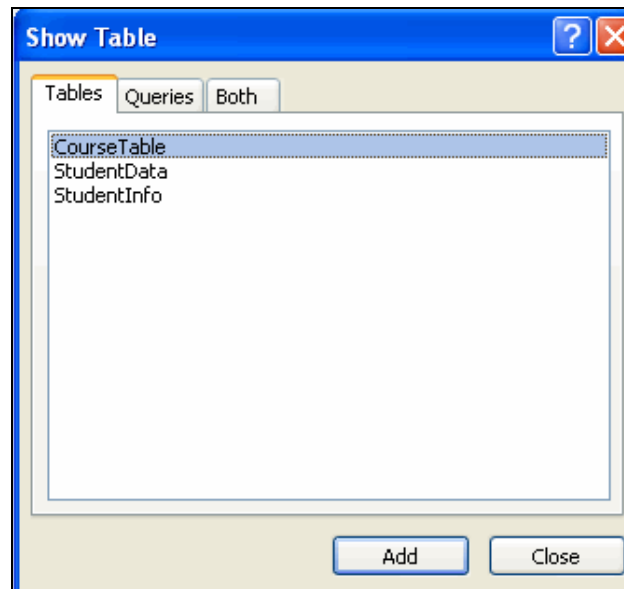 Show Table
Tables Queries Both
CourseTable
StudentData
StudentInfo
Add Close